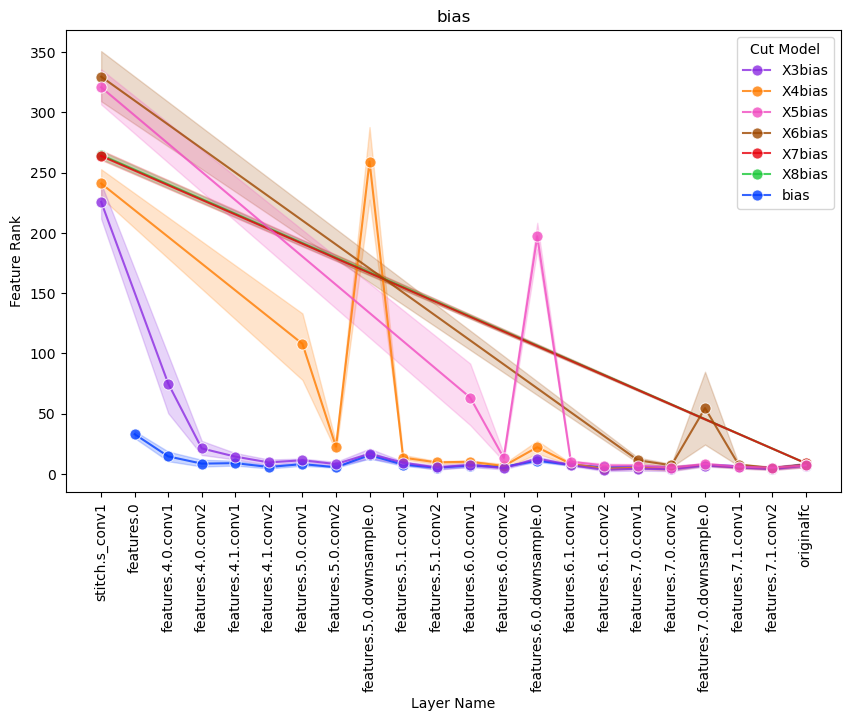 bias
Feature Rank
350
300
250
200
150
100
50
0
Cut Model
X3bias
X4bias
X5bias
X6bias
X7bias
X8bias
bias
stitch.s_conv1
features.0
features.4.0.conv1
features.4.0.conv2
features.4.1.conv1
features.4.1.conv2
features.5.0.conv1
features.5.0.conv2
features.5.0.downsample.0
features.5.1.conv1
features.5.1.conv2
features.6.0.conv1
features.6.0.conv2
features.6.0.downsample.0
features.6.1.conv1
features.6.1.conv2
features.7.0.conv1
features.7.0.conv2
features.7.0.downsample.0
features.7.1.conv1
features.7.1.conv2
originalfc
Layer Name